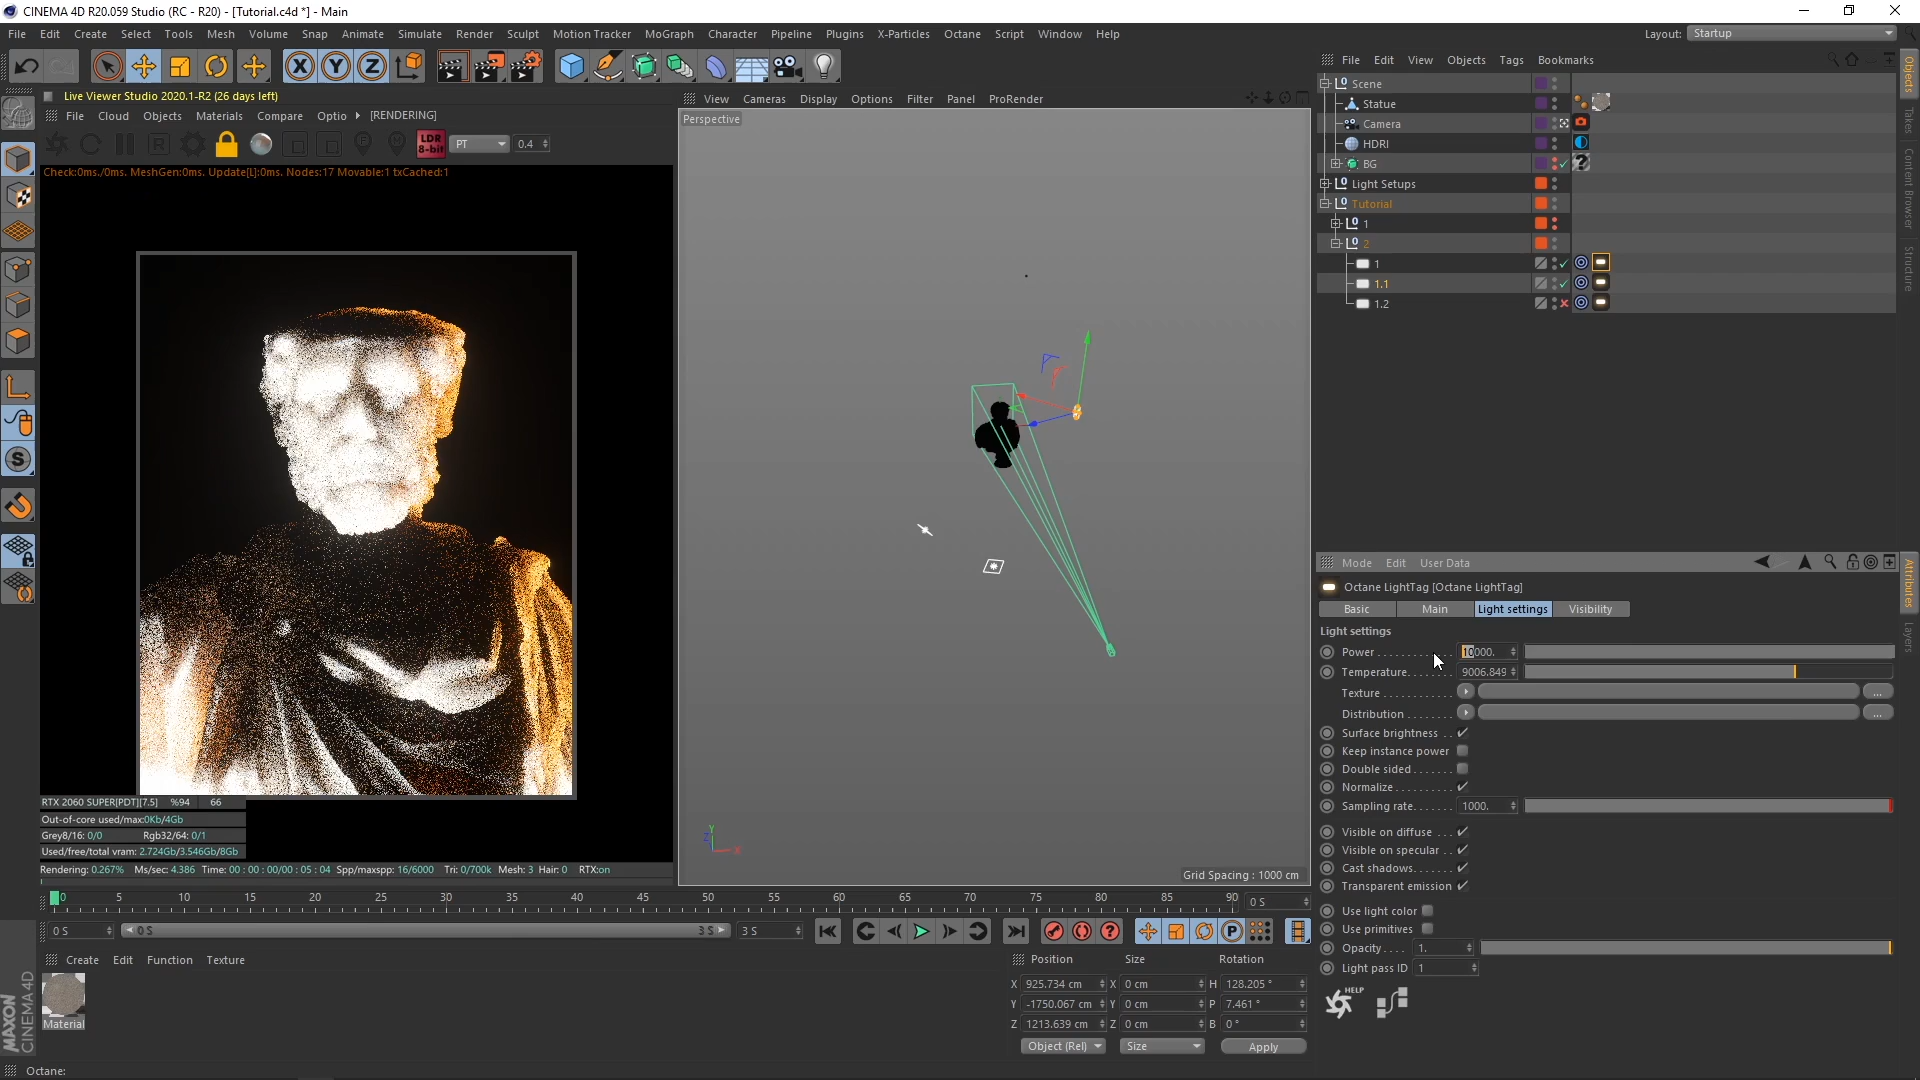 CINEMA 4D R20.059 Studio (RC - R20) - [Tutorial.c4d *] - Main
File Edit Create Select Tools Mesh Volume Snap Animate Simulate Render Sculpt Motion Tracker MoGraph Character Pipeline Plugins X-Particles Octane Script Window Help
Layout: Startup
Live Viewer Studio 2020.1-R2 (26 days left)
File Cloud Objects Materials Compare Optio [RENDERING]
LDR 8-bit PT 0.4
Check:0ms./0ms. MeshGen:0ms. Update[L]:0ms. Nodes:17 Movable:1 txCached:1
RTX 2060 SUPER[PDT][7.5] %94 66
Out-of-core used/max:0Kb/4Gb
Grey8/16: 0/0 Rgb32/64: 0/1
Used/free/total vram: 2.724Gb/3.546Gb/8Gb
Rendering: 0.267% Ms/sec: 4.386 Time: 00 : 00 : 00/00 : 05 : 04 Spp/maxspp: 16/6000 Tri: 0/700k Mesh: 3 Hair: 0 RTX:on
View Cameras Display Options Filter Panel ProRender
Perspective
Y
Z
X
Grid Spacing : 1000 cm
File Edit View Objects Tags Bookmarks
Scene
Statue
Camera
HDRI
BG
Light Setups
Tutorial
1
2
1
1.1
1.2
Objects
Takes
Content Browser
Structure
Mode Edit User Data
Octane LightTag [Octane LightTag]
Basic Main Light settings Visibility
Light settings
Power 10000.
Temperature 9006.849
Texture ...
Distribution ...
Surface brightness
Keep instance power
Double sided
Normalize
Sampling rate 1000.
Visible on diffuse
Visible on specular
Cast shadows
Transparent emission
Use light color
Use primitives
Opacity 1.
Light pass ID 1
HELP
Attributes
Layers
0 5 10 15 20 25 30 35 40 45 50 55 60 65 70 75 80 85 90 0 S
0 S 0 S 3 S 3 S
Create Edit Function Texture
Material
Position Size Rotation
X 925.734 cm X 0 cm H 128.205 °
Y -1750.067 cm Y 0 cm P 7.461 °
Z 1213.639 cm Z 0 cm B 0 °
Object (Rel) Size Apply
MAXON CINEMA 4D
Octane: